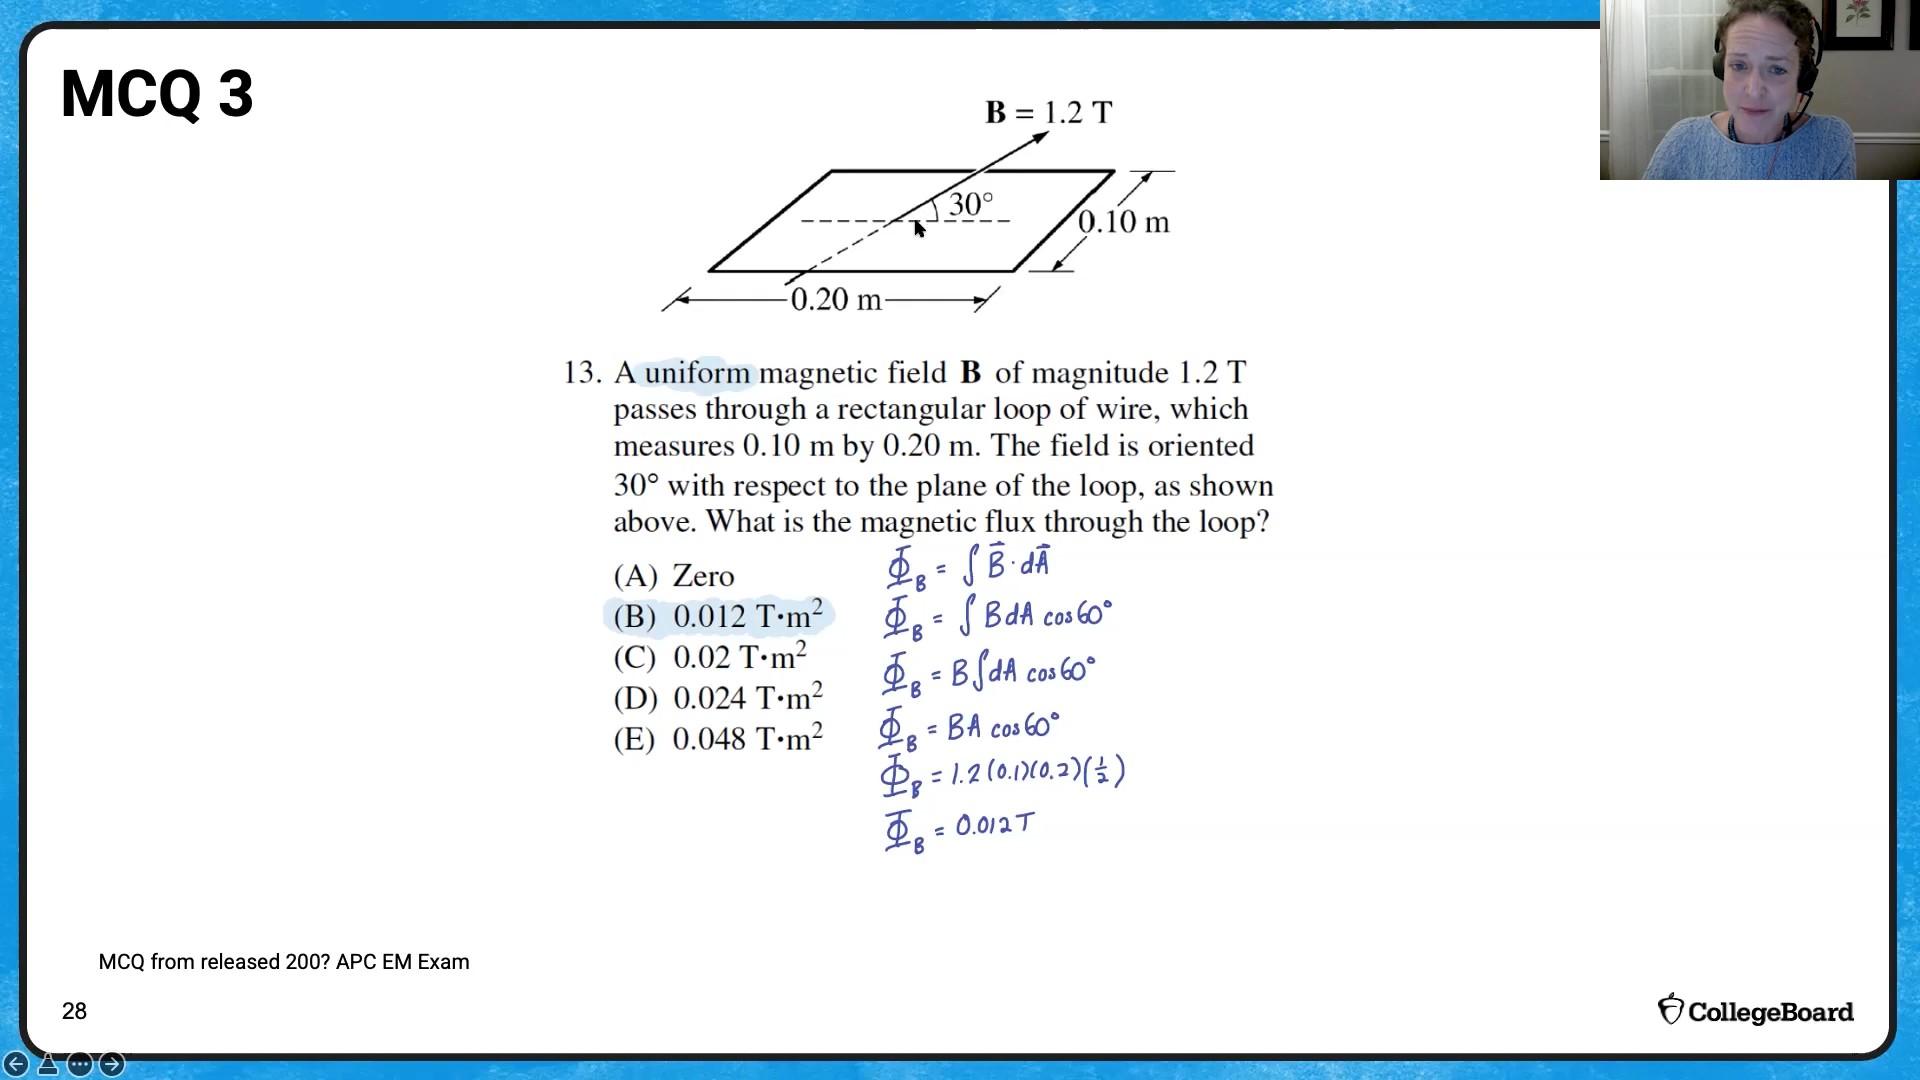 MCQ 3
B = 1.2 T
30°
0.10 m
0.20 m
13. A uniform magnetic field B of magnitude 1.2 T
passes through a rectangular loop of wire, which
measures 0.10 m by 0.20 m. The field is oriented
30° with respect to the plane of the loop, as shown
above. What is the magnetic flux through the loop?
(A) Zero
(B) 0.012 T•m²
(C) 0.02 T•m²
(D) 0.024 T•m²
(E) 0.048 T•m²
Φ_B = ∫ B⃗ · dA⃗
Φ_B = ∫ B dA cos 60°
Φ_B = B ∫ dA cos 60°
Φ_B = BA cos 60°
Φ_B = 1.2 (0.1)(0.2)(1/2)
Φ_B = 0.012 T
MCQ from released 200? APC EM Exam
28
CollegeBoard